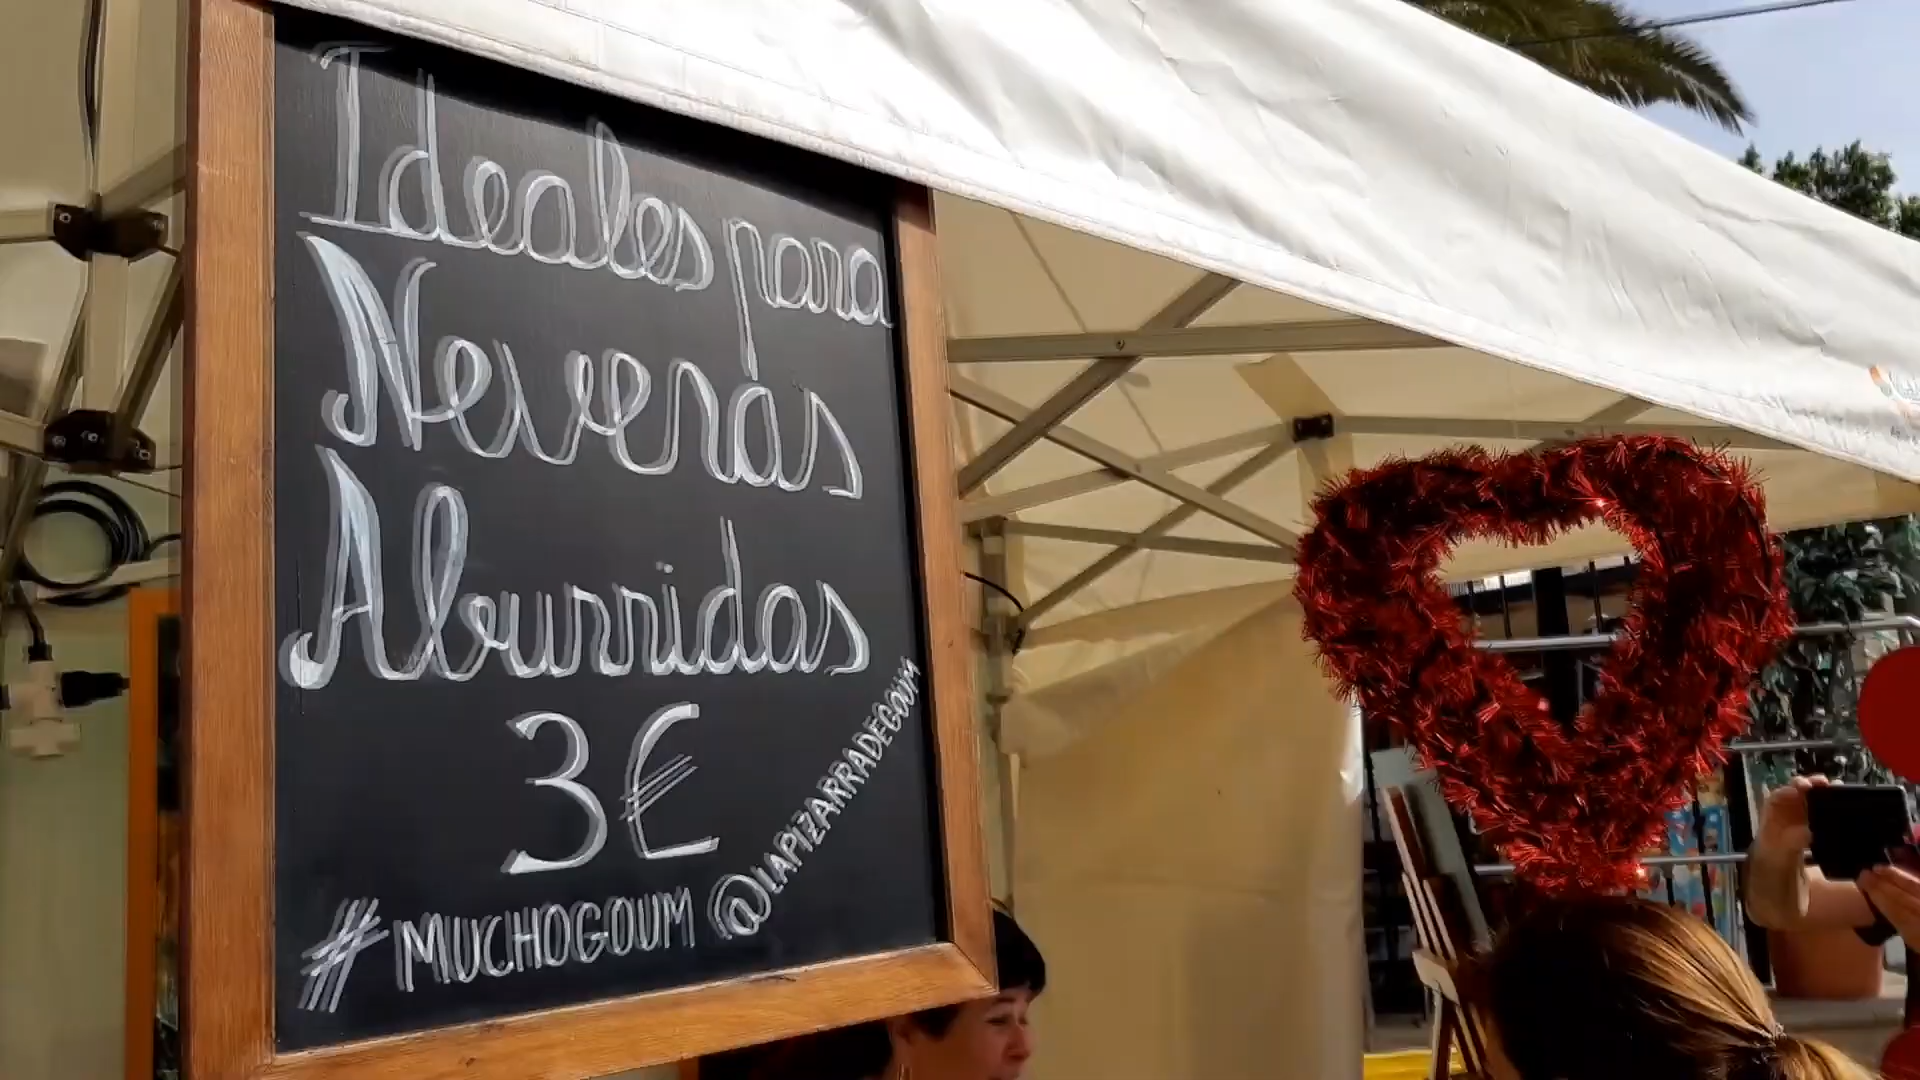 Ideales para
Neveras
Aburridas
3€
#MUCHOGOUM @LAPIZARRADEGOUM